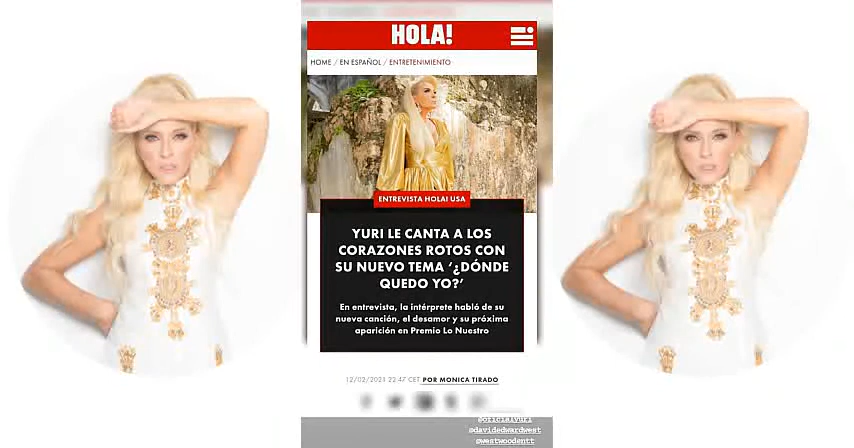 HOLA!
HOME / EN ESPAÑOL / ENTRETENIMIENTO
ENTREVISTA HOLA! USA
YURI LE CANTA A LOS
CORAZONES ROTOS CON
SU NUEVO TEMA ‘¿DÓNDE
QUEDO YO?’
En entrevista, la intérprete habló de su
nueva canción, el desamor y su próxima
aparición en Premio Lo Nuestro
12/02/2021 22:47 CET POR MONICA TIRADO
@oficialyuri
@davidedwardwest
@westwoodentt